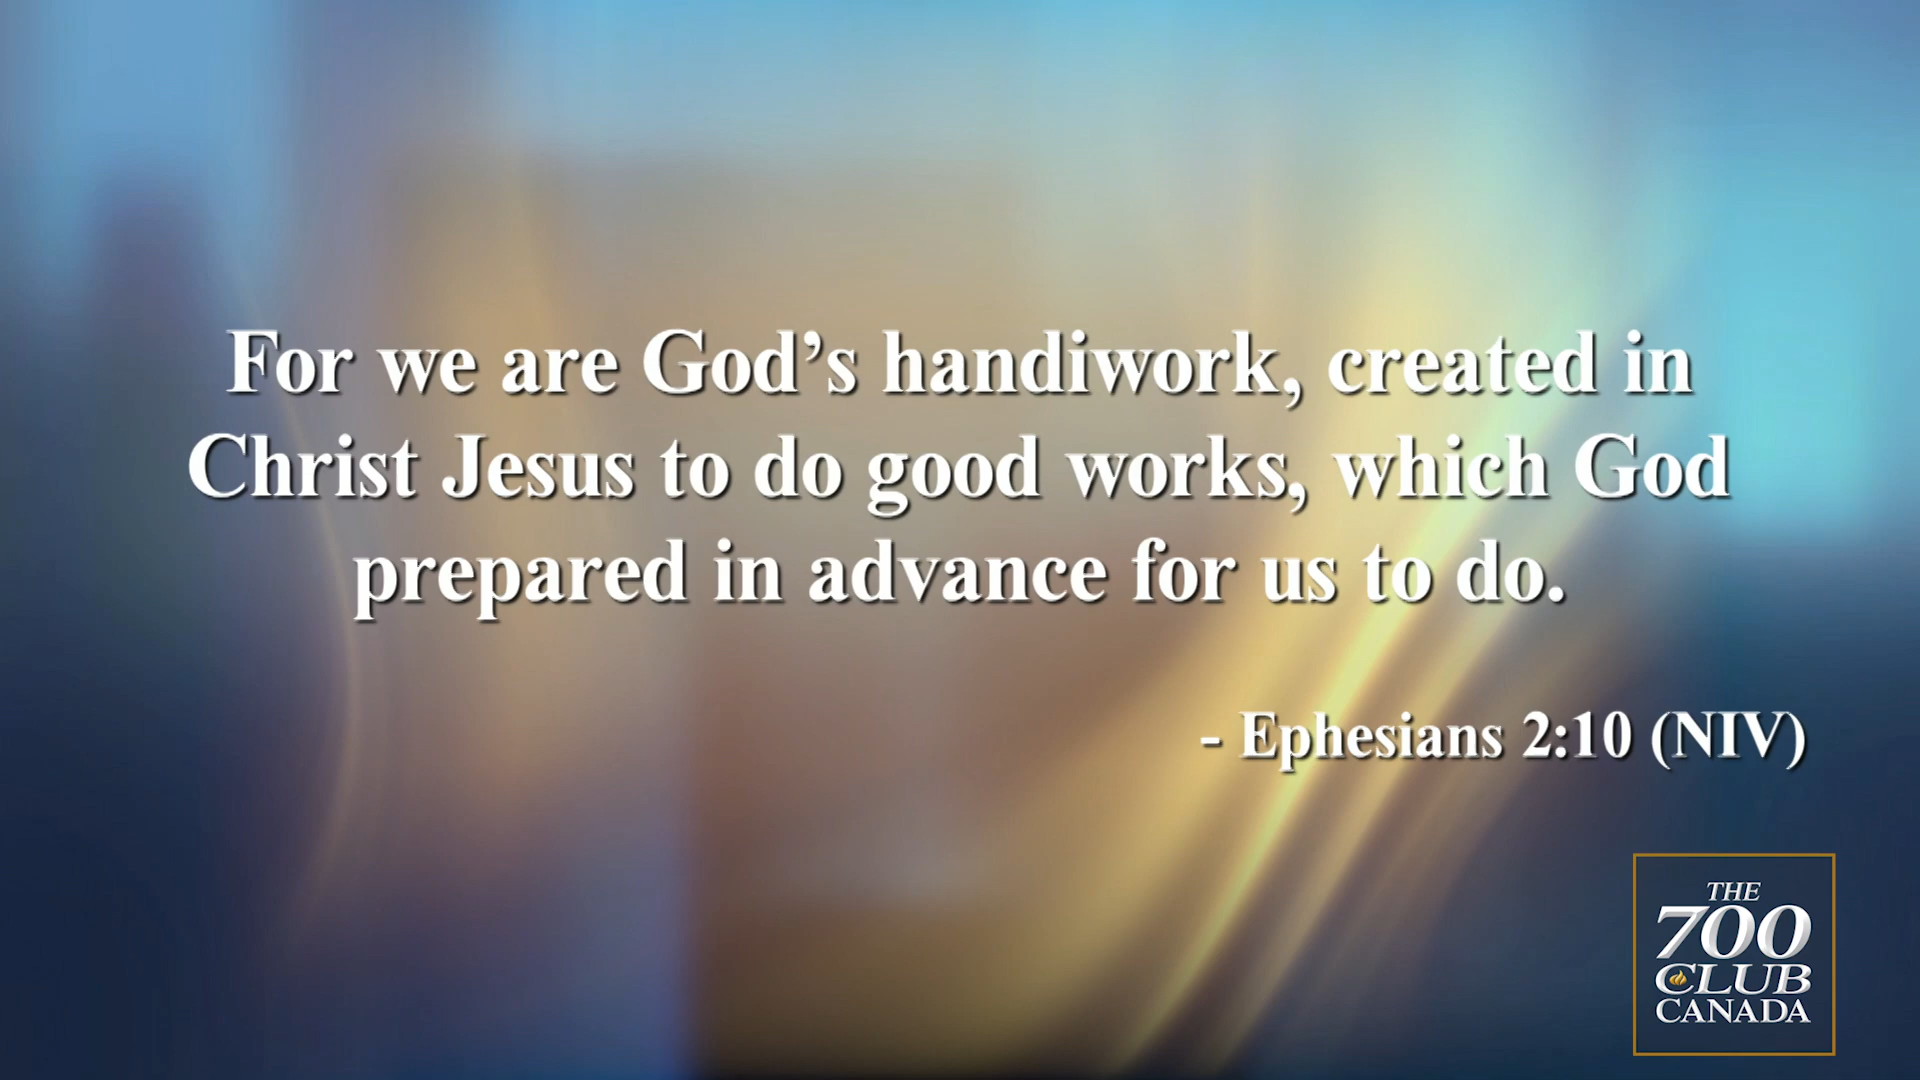 For we are God’s handiwork, created in
Christ Jesus to do good works, which God
prepared in advance for us to do.
- Ephesians 2:10 (NIV)
THE
700
CLUB
CANADA